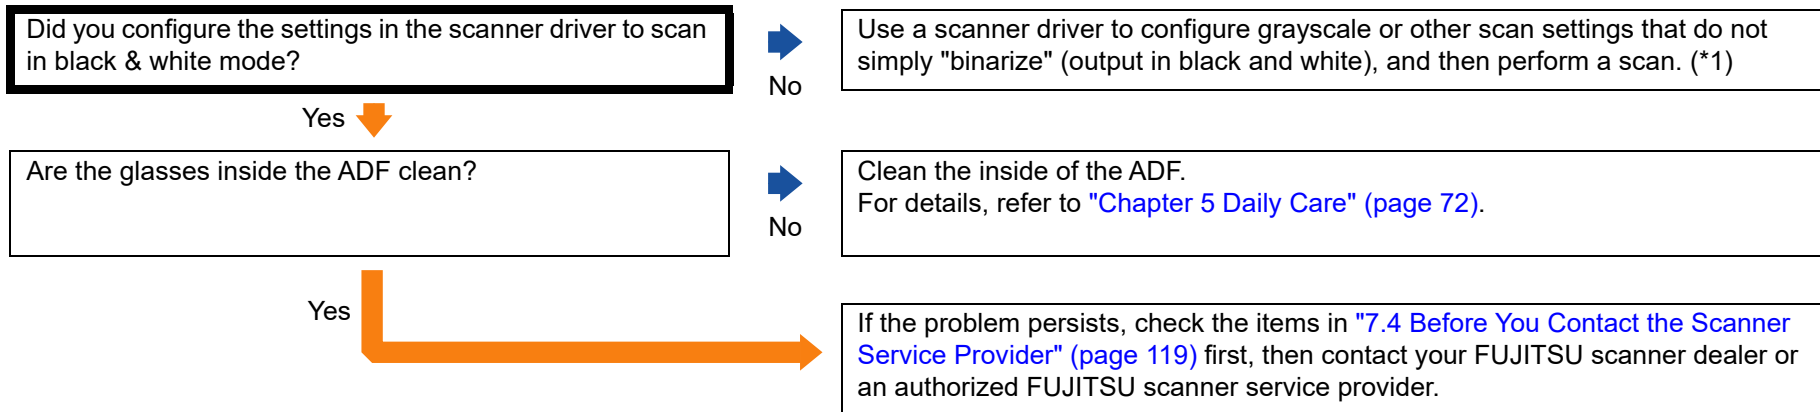 Did you configure the settings in the scanner driver to scan
in black & white mode?
No
Use a scanner driver to configure grayscale or other scan settings that do not
simply "binarize" (output in black and white), and then perform a scan. (*1)
Yes
Are the glasses inside the ADF clean?
No
Clean the inside of the ADF.
For details, refer to "Chapter 5 Daily Care" (page 72).
Yes
If the problem persists, check the items in "7.4 Before You Contact the Scanner
Service Provider" (page 119) first, then contact your FUJITSU scanner dealer or
an authorized FUJITSU scanner service provider.